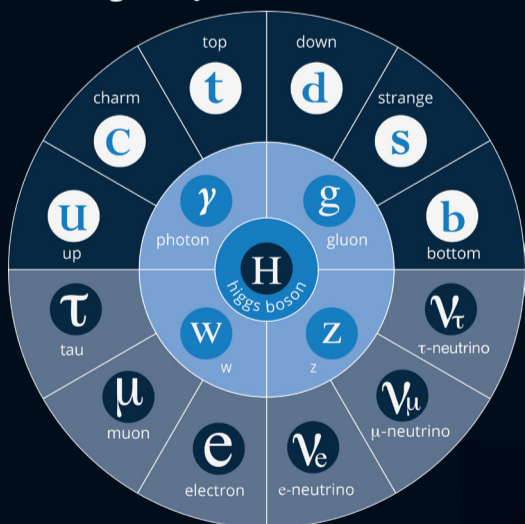 top
t
down
d
charm
c
strange
s
up
u
bottom
b
γ
photon
g
gluon
H
higgs boson
W
w
Z
z
τ
tau
ντ
τ-neutrino
μ
muon
νμ
μ-neutrino
e
electron
νe
e-neutrino